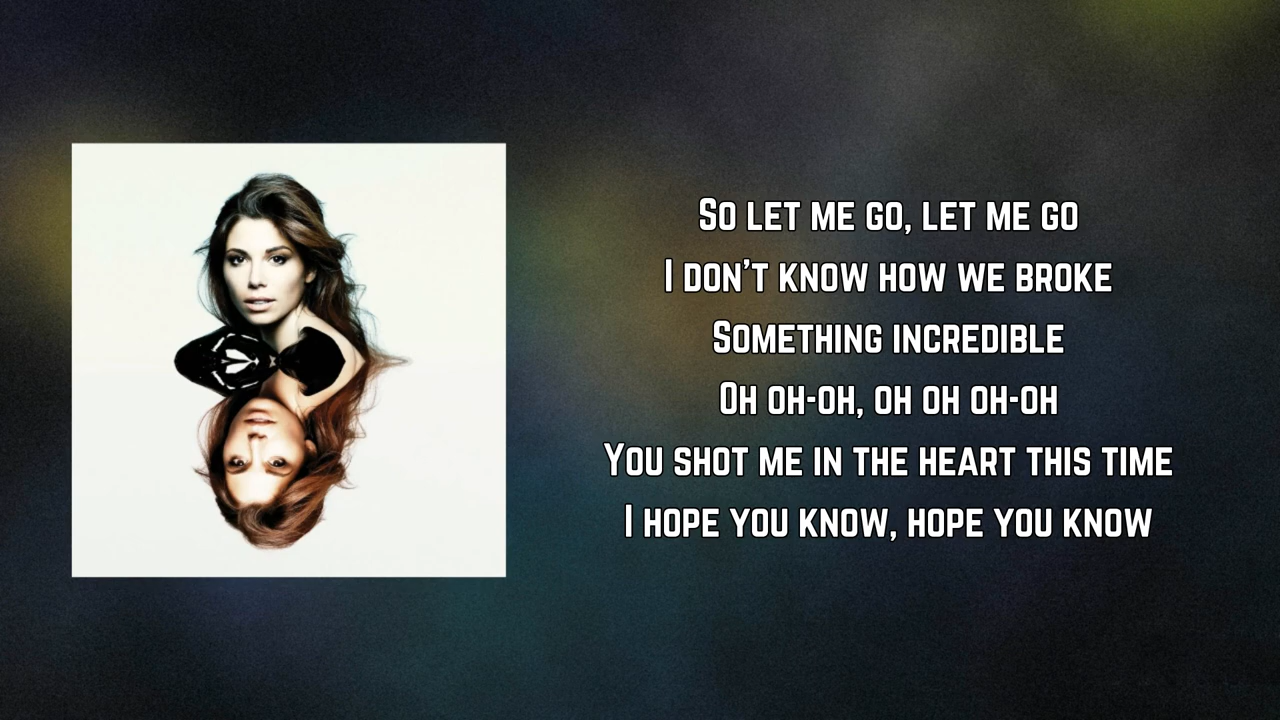 So let me go, let me go
I don't know how we broke
Something incredible
Oh oh-oh, oh oh oh-oh
You shot me in the heart this time
I hope you know, hope you know